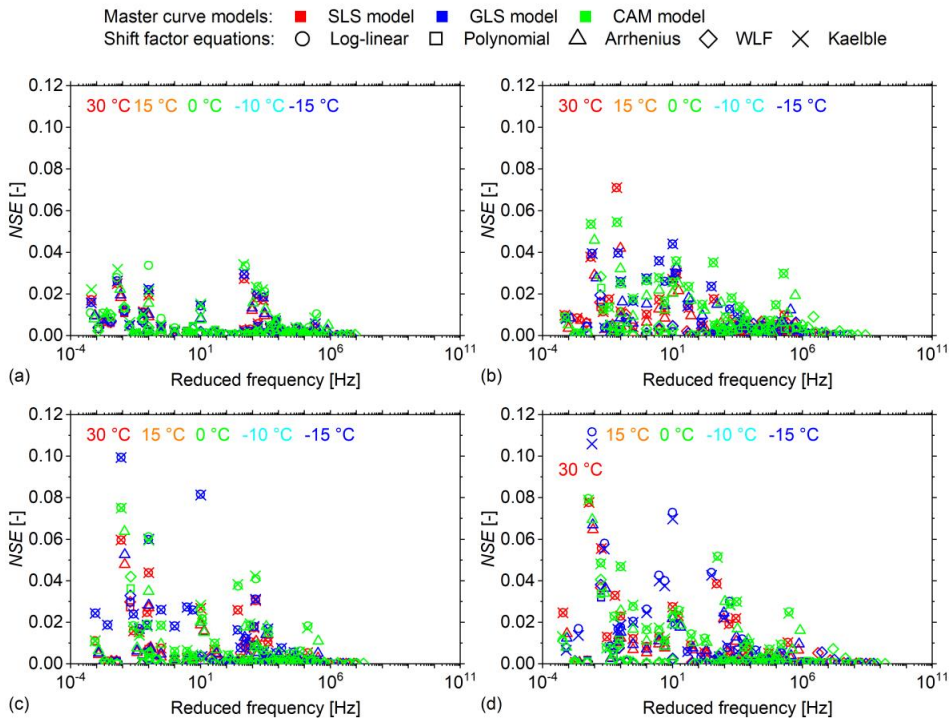 Master curve models: SLS model GLS model CAM model
Shift factor equations: Log-linear Polynomial Arrhenius WLF Kaelble
0.12
30 °C 15 °C 0 °C -10 °C -15 °C
0.10
0.08
0.06
0.04
0.02
0.00
NSE [-]
10-4 101 106 1011
Reduced frequency [Hz]
(a)
0.12
30 °C 15 °C 0 °C -10 °C -15 °C
0.10
0.08
0.06
0.04
0.02
0.00
NSE [-]
10-4 101 106 1011
Reduced frequency [Hz]
(b)
0.12
30 °C 15 °C 0 °C -10 °C -15 °C
0.10
0.08
0.06
0.04
0.02
0.00
NSE [-]
10-4 101 106 1011
Reduced frequency [Hz]
(c)
0.12
15 °C 0 °C -10 °C -15 °C
0.10
30 °C
0.08
0.06
0.04
0.02
0.00
NSE [-]
10-4 101 106 1011
Reduced frequency [Hz]
(d)